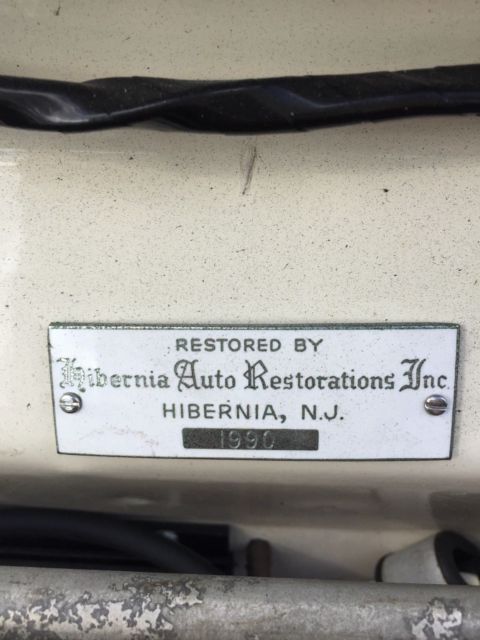 RESTORED BY
Hibernia Auto Restorations Inc.
HIBERNIA, N.J.
1990